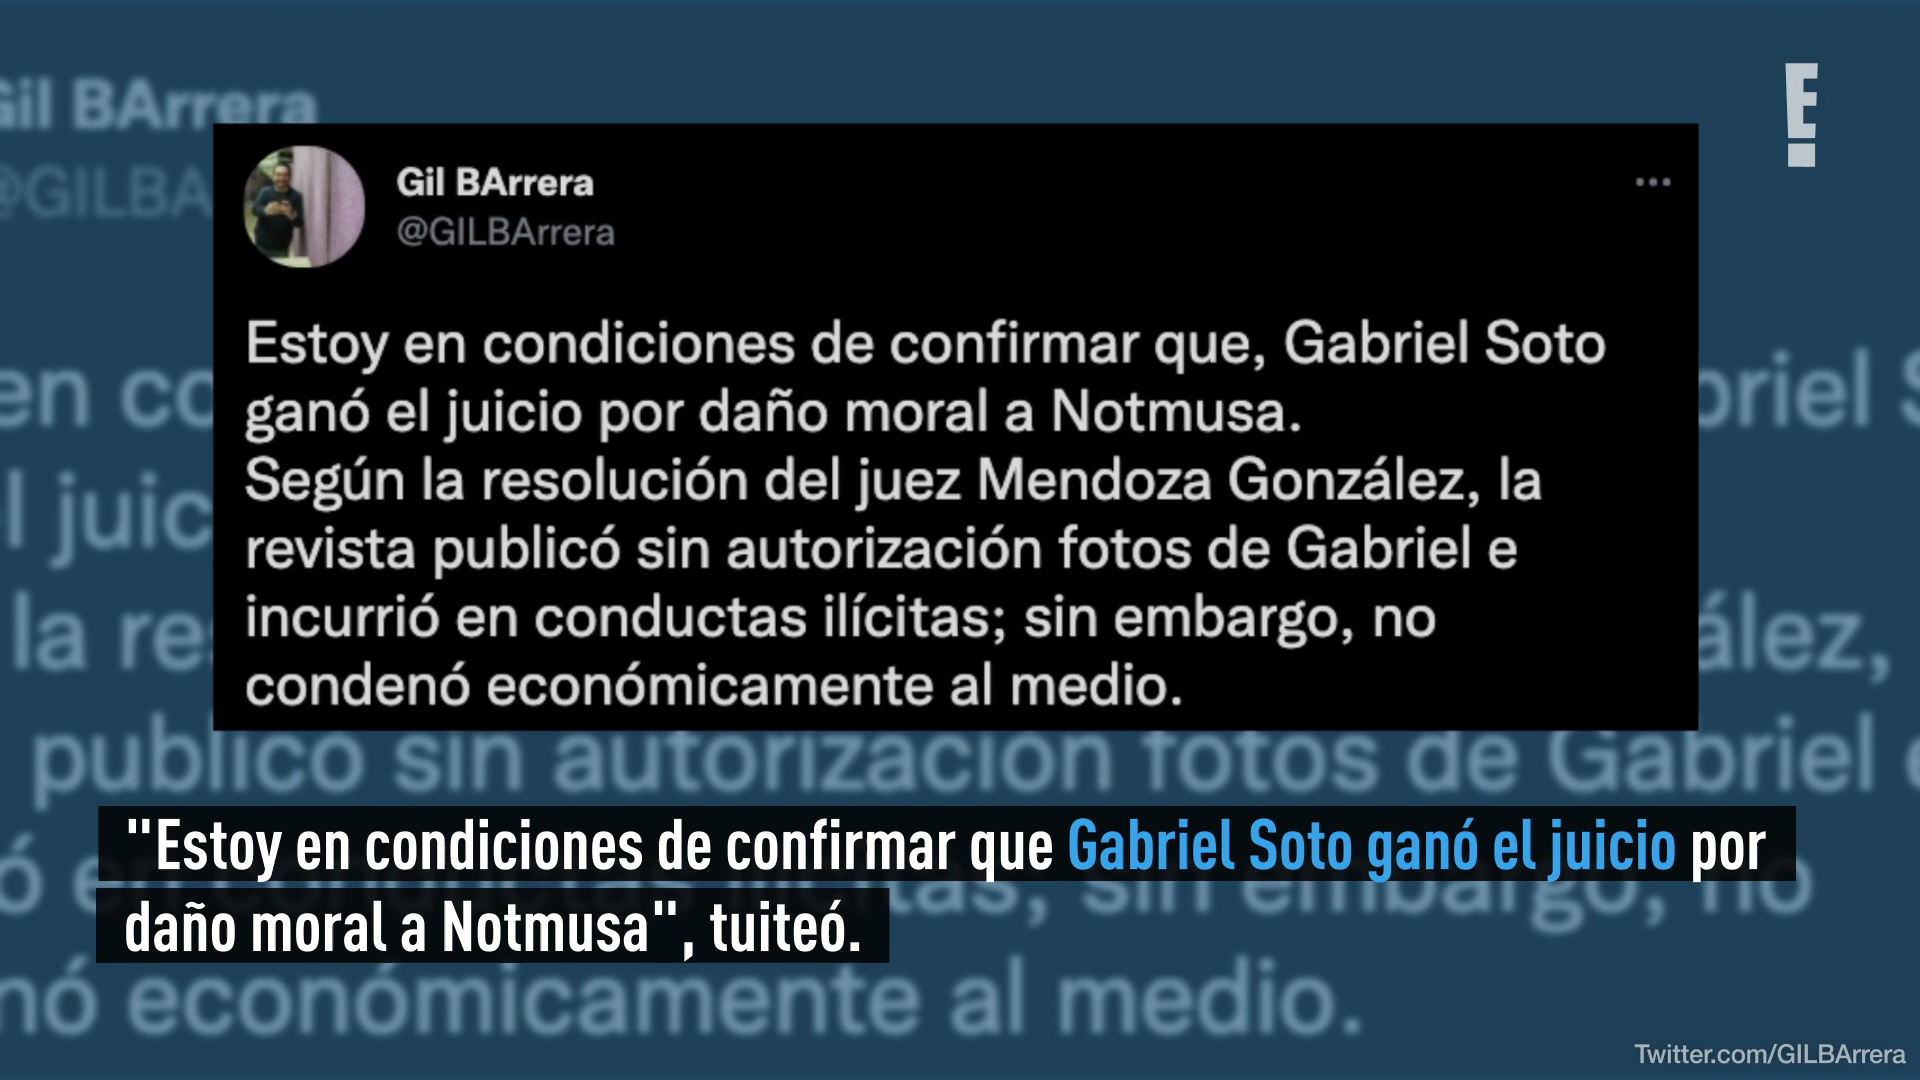 E!
Gil BArrera
@GILBArrera
Estoy en condiciones de confirmar que, Gabriel Soto
ganó el juicio por daño moral a Notmusa.
Según la resolución del juez Mendoza González, la
revista publicó sin autorización fotos de Gabriel e
incurrió en conductas ilícitas; sin embargo, no
condenó económicamente al medio.
"Estoy en condiciones de confirmar que Gabriel Soto ganó el juicio por
daño moral a Notmusa", tuiteó.
Twitter.com/GILBArrera